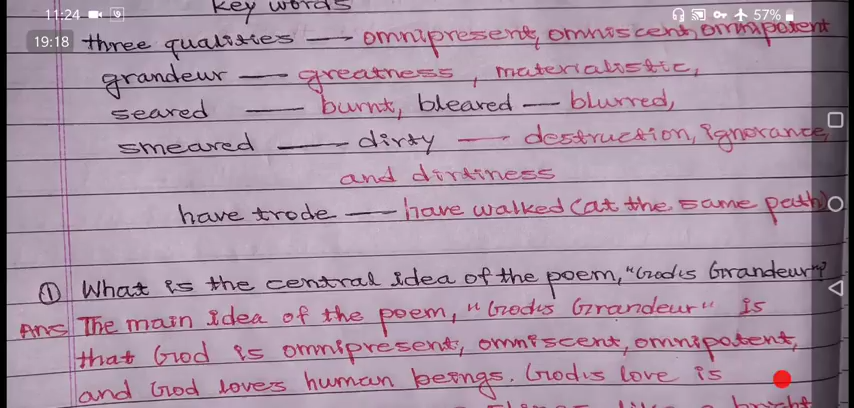 11:24
57%
19:18
Key words
three qualities — omnipresent, omniscent, omnipotent
grandeur — greatness, materialistic,
seared — burnt, bleared — blurred,
smeared — dirty — destruction, ignorance,
and dirtiness
have trode — have walked (at the same path)
① What is the central idea of the poem, "God's Grandeur"?
Ans The main idea of the poem, "God's Grandeur" is
that God is omnipresent, omniscent, omnipotent,
and God loves human beings. God's love is
like a bright